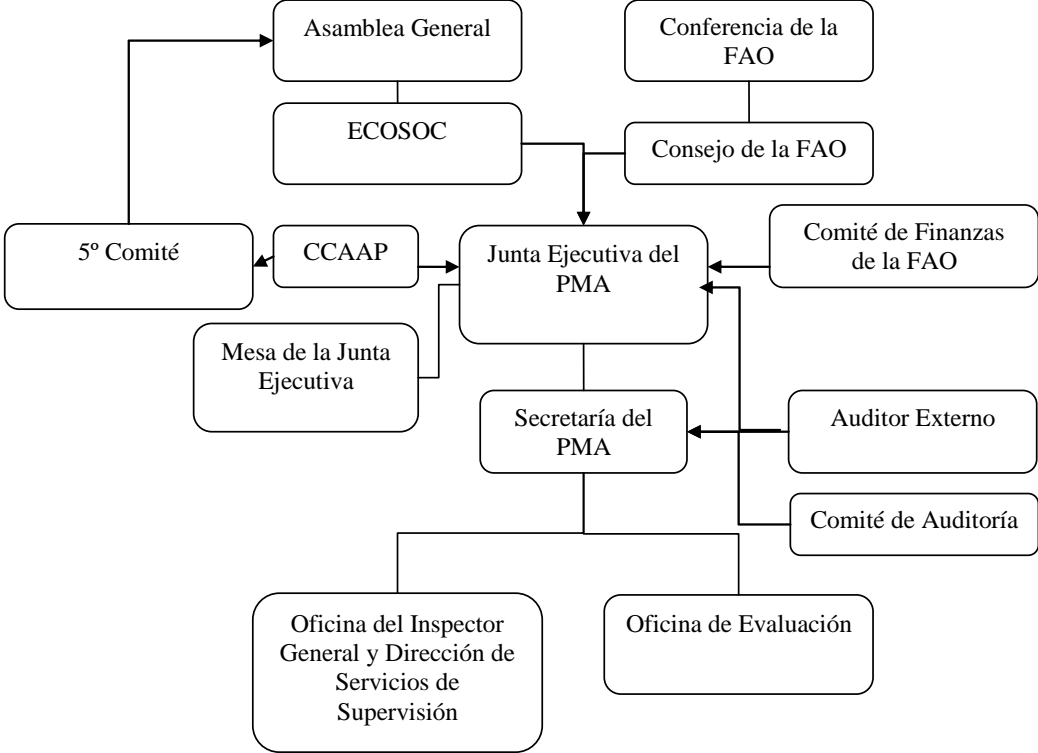 Asamblea General
Conferencia de la
FAO
ECOSOC
Consejo de la FAO
5º Comité
CCAAP
Junta Ejecutiva del
PMA
Comité de Finanzas
de la FAO
Mesa de la Junta
Ejecutiva
Secretaría del
PMA
Auditor Externo
Comité de Auditoría
Oficina del Inspector
General y Dirección de
Servicios de
Supervisión
Oficina de Evaluación